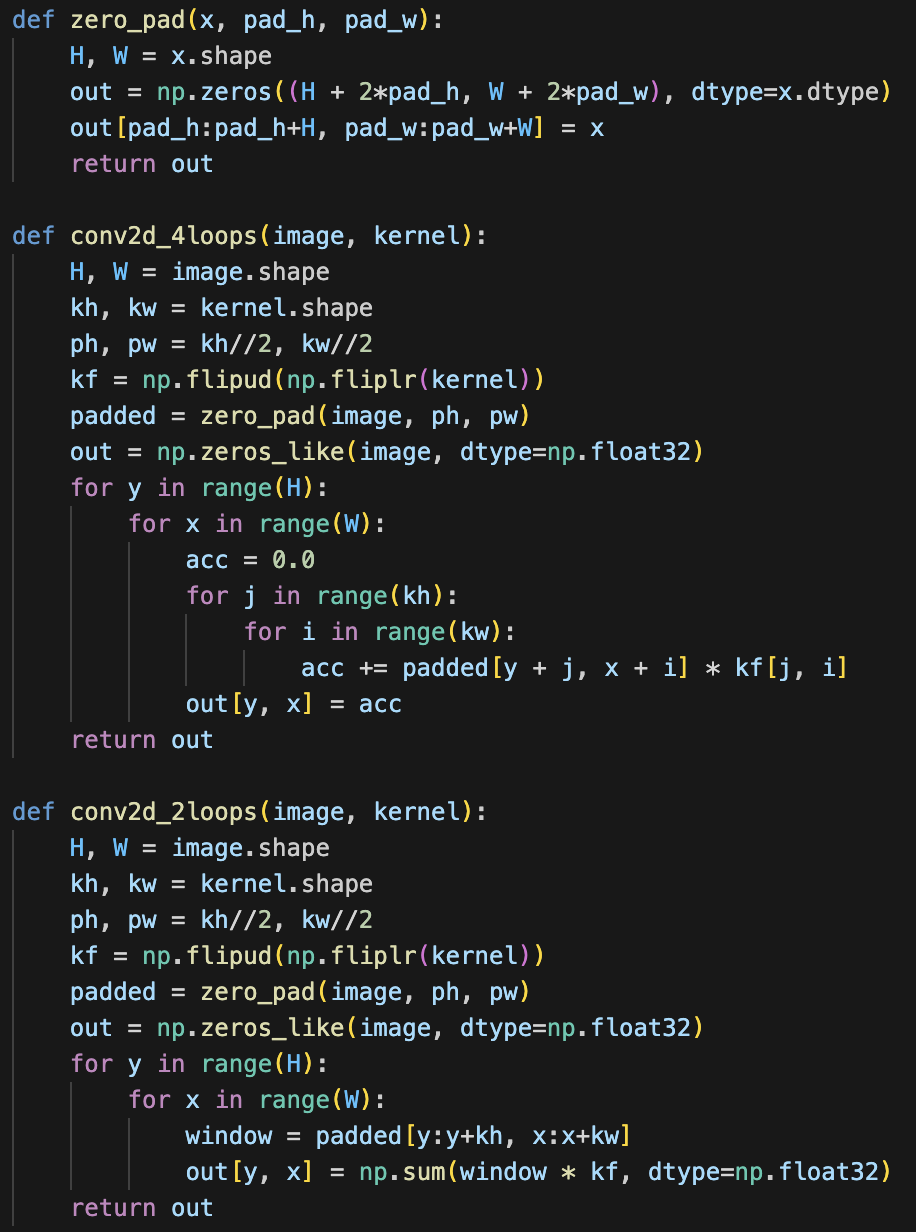 def zero_pad(x, pad_h, pad_w):
    H, W = x.shape
    out = np.zeros((H + 2*pad_h, W + 2*pad_w), dtype=x.dtype)
    out[pad_h:pad_h+H, pad_w:pad_w+W] = x
    return out

def conv2d_4loops(image, kernel):
    H, W = image.shape
    kh, kw = kernel.shape
    ph, pw = kh//2, kw//2
    kf = np.flipud(np.fliplr(kernel))
    padded = zero_pad(image, ph, pw)
    out = np.zeros_like(image, dtype=np.float32)
    for y in range(H):
        for x in range(W):
            acc = 0.0
            for j in range(kh):
                for i in range(kw):
                    acc += padded[y + j, x + i] * kf[j, i]
            out[y, x] = acc
    return out

def conv2d_2loops(image, kernel):
    H, W = image.shape
    kh, kw = kernel.shape
    ph, pw = kh//2, kw//2
    kf = np.flipud(np.fliplr(kernel))
    padded = zero_pad(image, ph, pw)
    out = np.zeros_like(image, dtype=np.float32)
    for y in range(H):
        for x in range(W):
            window = padded[y:y+kh, x:x+kw]
            out[y, x] = np.sum(window * kf, dtype=np.float32)
    return out